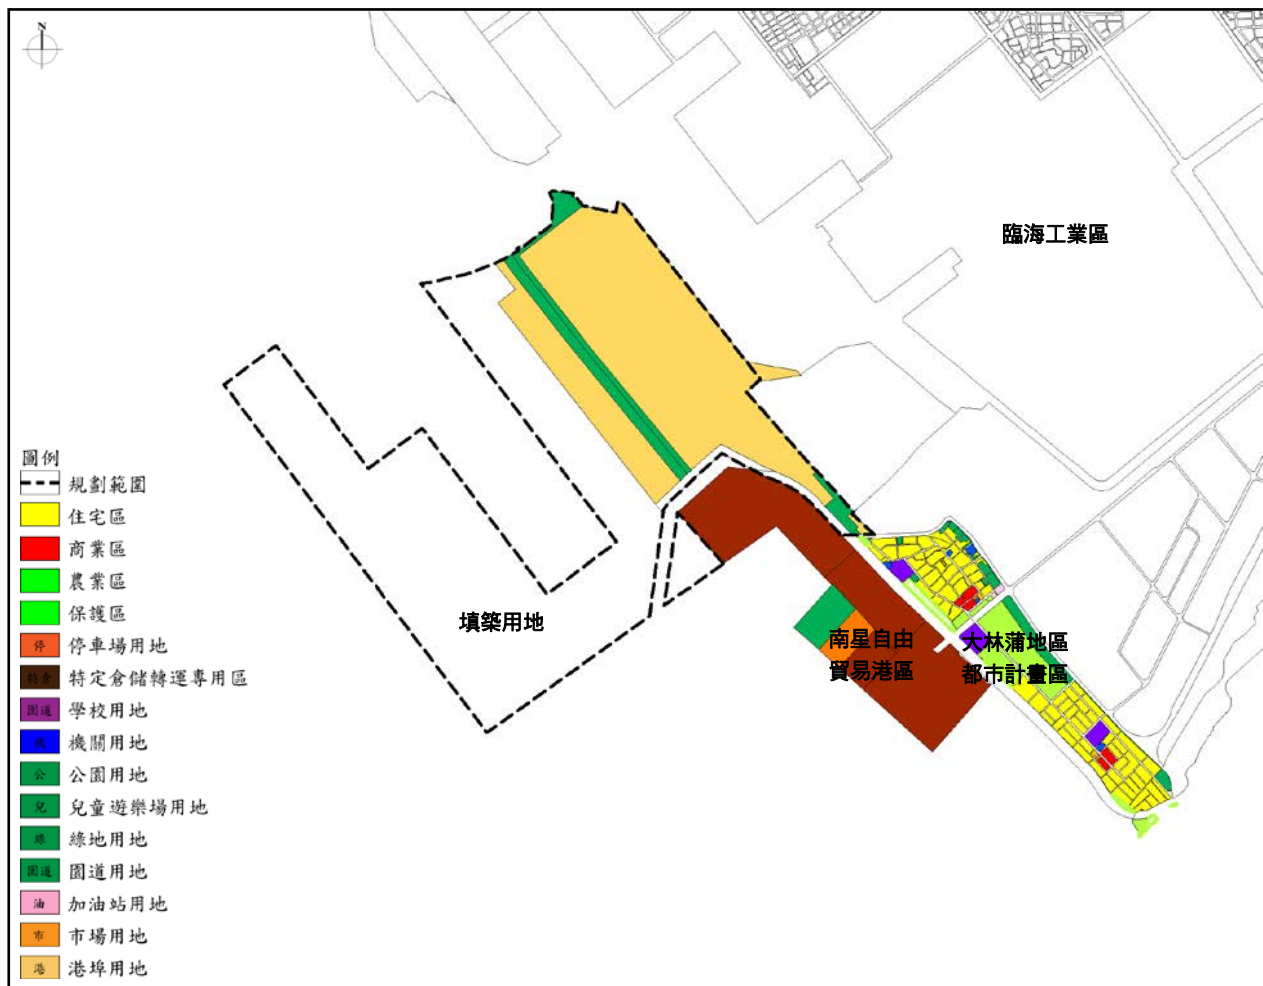 N
臨海工業區
填築用地
南星自由
貿易港區
大林蒲地區
都市計畫區
圖例
規劃範圍
住宅區
商業區
農業區
保護區
停 停車場用地
特倉 特定倉儲轉運專用區
園道 學校用地
機 機關用地
公 公園用地
兒 兒童遊樂場用地
綠 綠地用地
園道 園道用地
油 加油站用地
市 市場用地
港 港埠用地